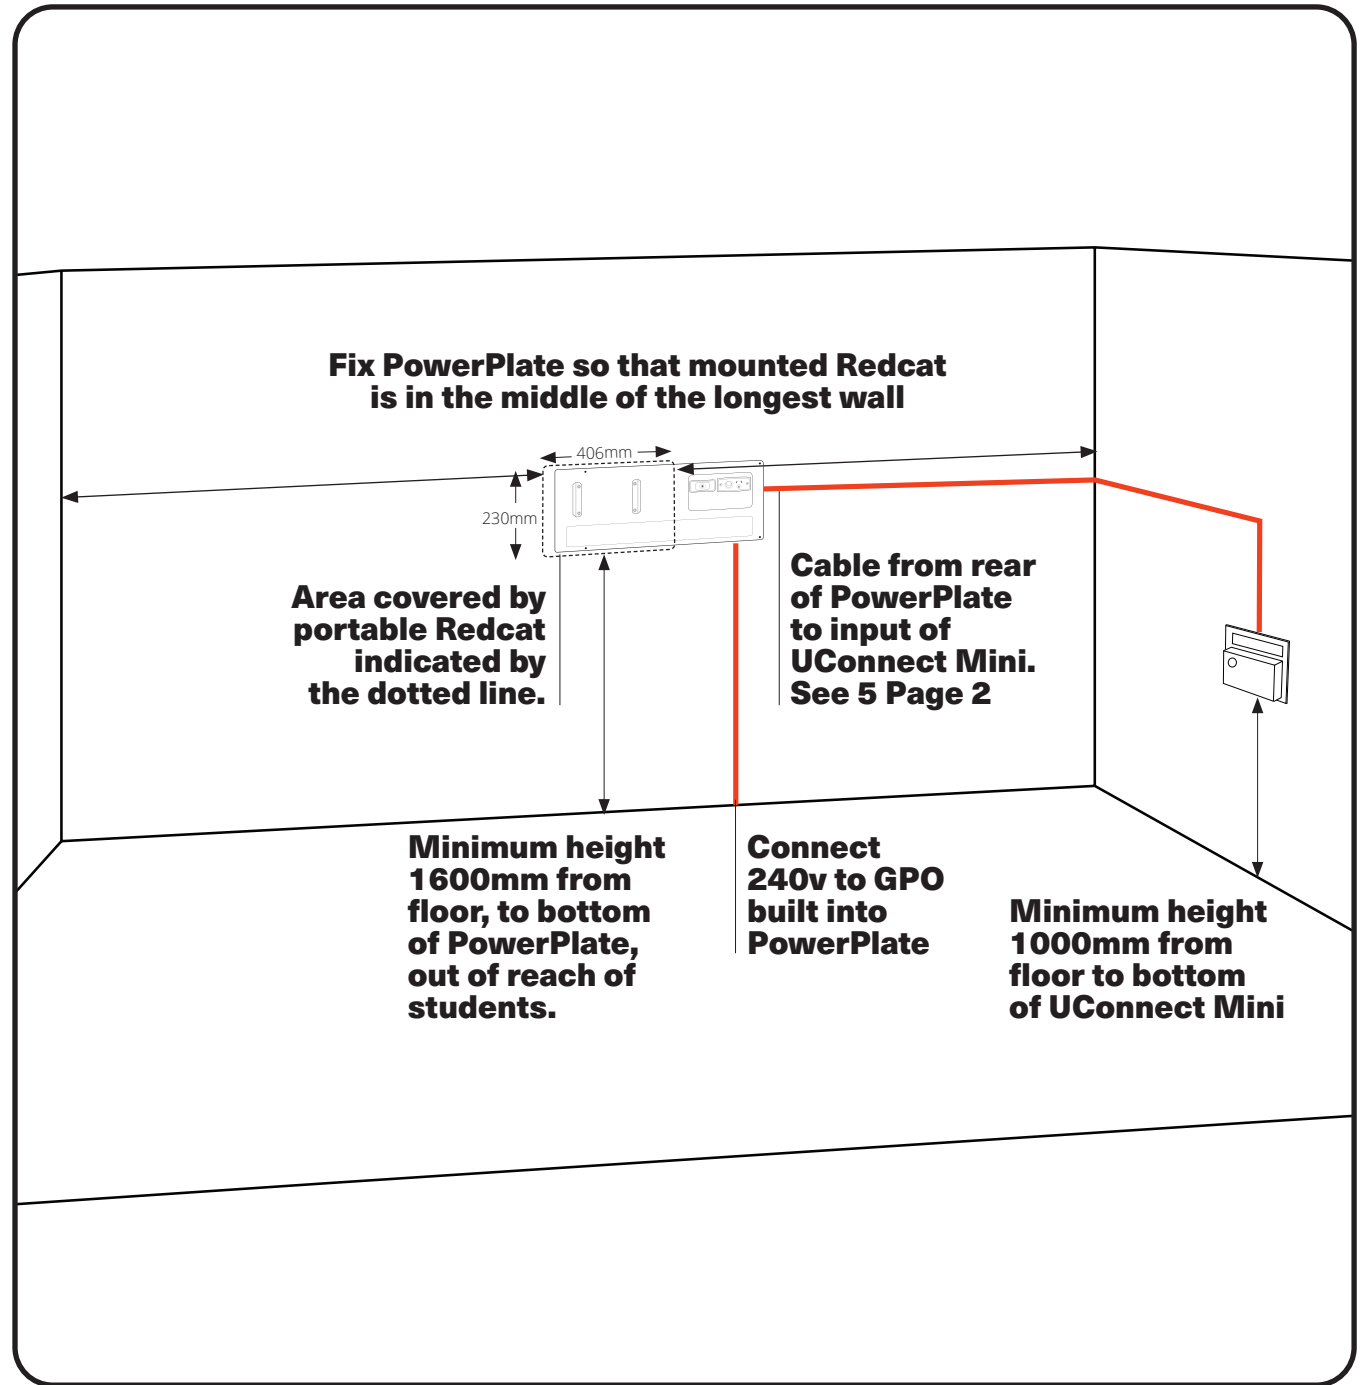 Fix PowerPlate so that mounted Redcat
is in the middle of the longest wall
406mm
230mm
Area covered by
portable Redcat
indicated by
the dotted line.
Cable from rear
of PowerPlate
to input of
UConnect Mini.
See 5 Page 2
Minimum height
1600mm from
floor, to bottom
of PowerPlate,
out of reach of
students.
Connect
240v to GPO
built into
PowerPlate
Minimum height
1000mm from
floor to bottom
of UConnect Mini